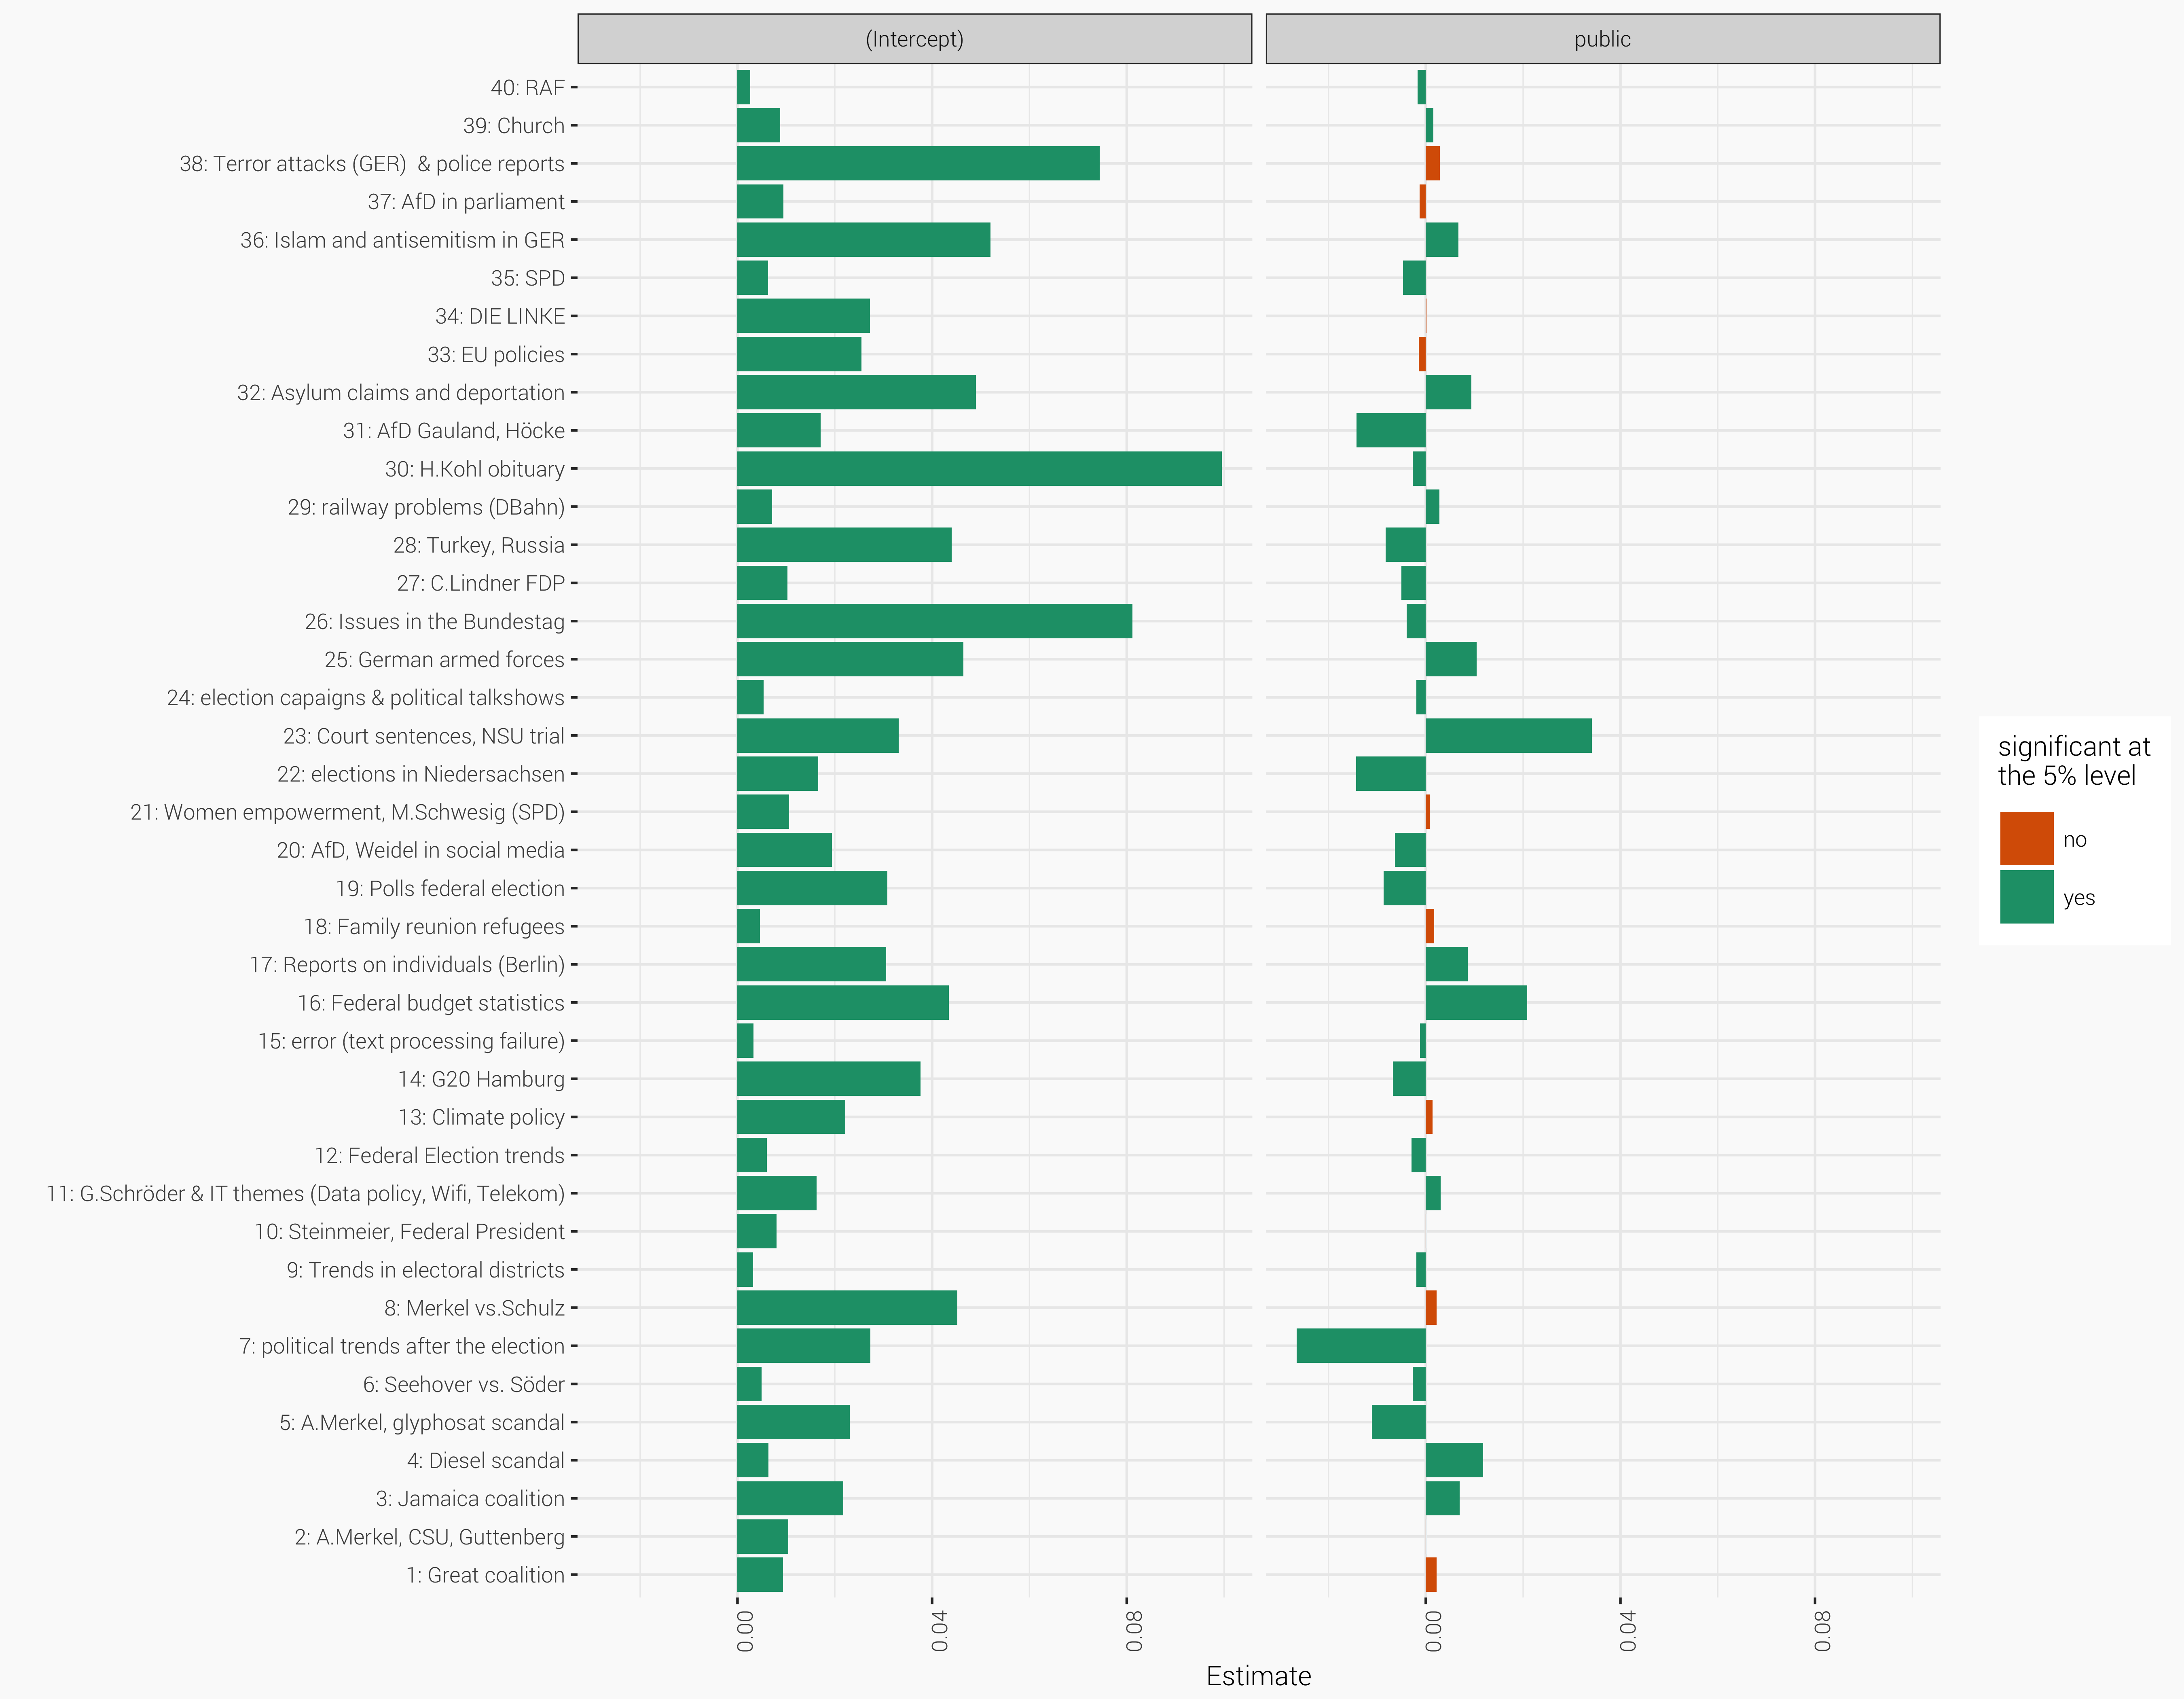 (Intercept)
public
40: RAF
39: Church
38: Terror attacks (GER)  & police reports
37: AfD in parliament
36: Islam and antisemitism in GER
35: SPD
34: DIE LINKE
33: EU policies
32: Asylum claims and deportation
31: AfD Gauland, Höcke
30: H.Kohl obituary
29: railway problems (DBahn)
28: Turkey, Russia
27: C.Lindner FDP
26: Issues in the Bundestag
25: German armed forces
24: election capaigns & political talkshows
23: Court sentences, NSU trial
22: elections in Niedersachsen
21: Women empowerment, M.Schwesig (SPD)
20: AfD, Weidel in social media
19: Polls federal election
18: Family reunion refugees
17: Reports on individuals (Berlin)
16: Federal budget statistics
15: error (text processing failure)
14: G20 Hamburg
13: Climate policy
12: Federal Election trends
11: G.Schröder & IT themes (Data policy, Wifi, Telekom)
10: Steinmeier, Federal President
9: Trends in electoral districts
8: Merkel vs.Schulz
7: political trends after the election
6: Seehover vs. Söder
5: A.Merkel, glyphosat scandal
4: Diesel scandal
3: Jamaica coalition
2: A.Merkel, CSU, Guttenberg
1: Great coalition
0.00
0.04
0.08
0.00
0.04
0.08
Estimate
significant at
the 5% level
no
yes